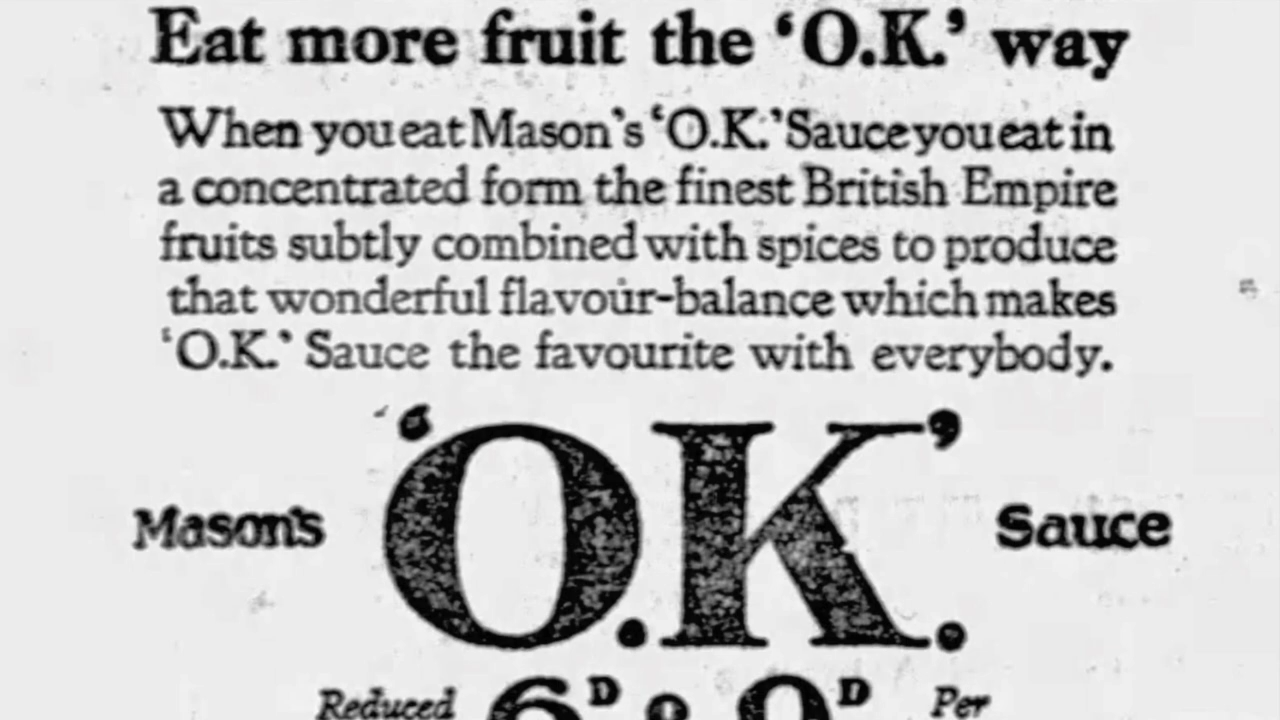 Eat more fruit the ‘O.K.’ way
When you eat Mason's ‘O.K.’ Sauce you eat in
a concentrated form the finest British Empire
fruits subtly combined with spices to produce
that wonderful flavour-balance which makes
‘O.K.’ Sauce the favourite with everybody.
Mason's ‘O.K.’ Sauce
Reduced 6D & 9D Per